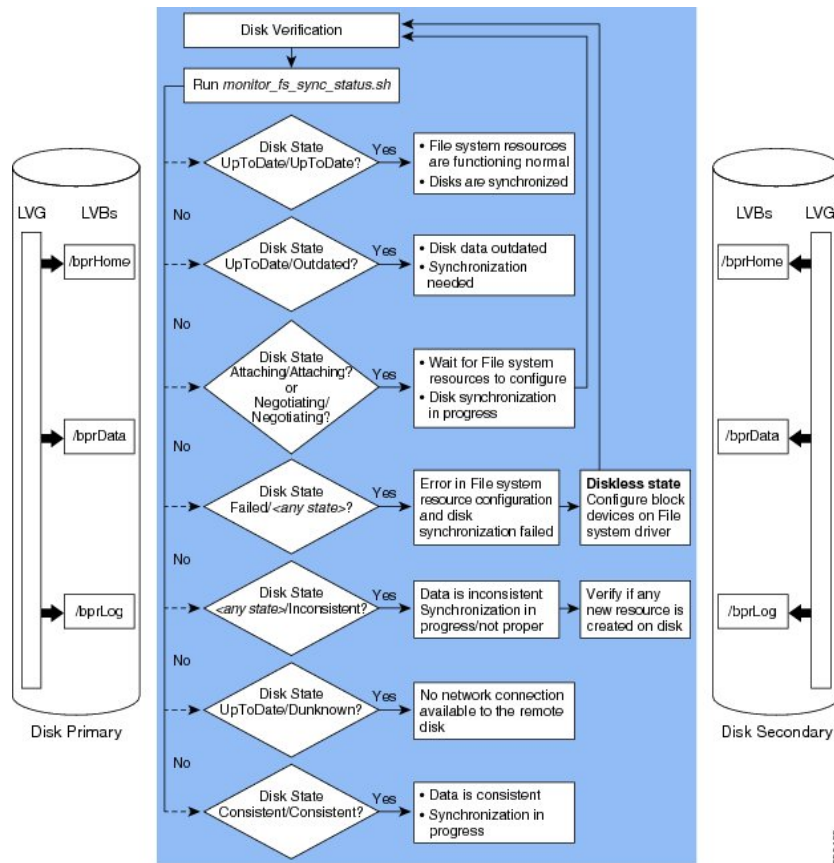 Disk Verification
Run monitor_fs_sync_status.sh
Disk State
UpToDate/UpToDate?
Yes
• File system resources
are functioning normal
• Disks are synchronized
No
Disk State
UpToDate/Outdated?
Yes
• Disk data outdated
• Synchronization
needed
No
Disk State
Attaching/Attaching?
or
Negotiating/
Negotiating?
Yes
• Wait for File system
resources to configure
• Disk synchronization
in progress
No
Disk State
Failed/<any state>?
Yes
Error in File system
resource configuration
and disk
synchronization failed
Diskless state
Configure block
devices on File
system driver
No
Disk State
<any state>/Inconsistent?
Yes
Data is inconsistent
Synchronization in
progress/not proper
Verify if any
new resource is
created on disk
No
Disk State
UpToDate/Dunknown?
Yes
No network connection
available to the remote
disk
No
Disk State
Consistent/Consistent?
Yes
• Data is consistent
• Synchronization in
progress
LVG
LVBs
/bprHome
/bprData
/bprLog
Disk Primary
LVBs
LVG
/bprHome
/bprData
/bprLog
Disk Secondary